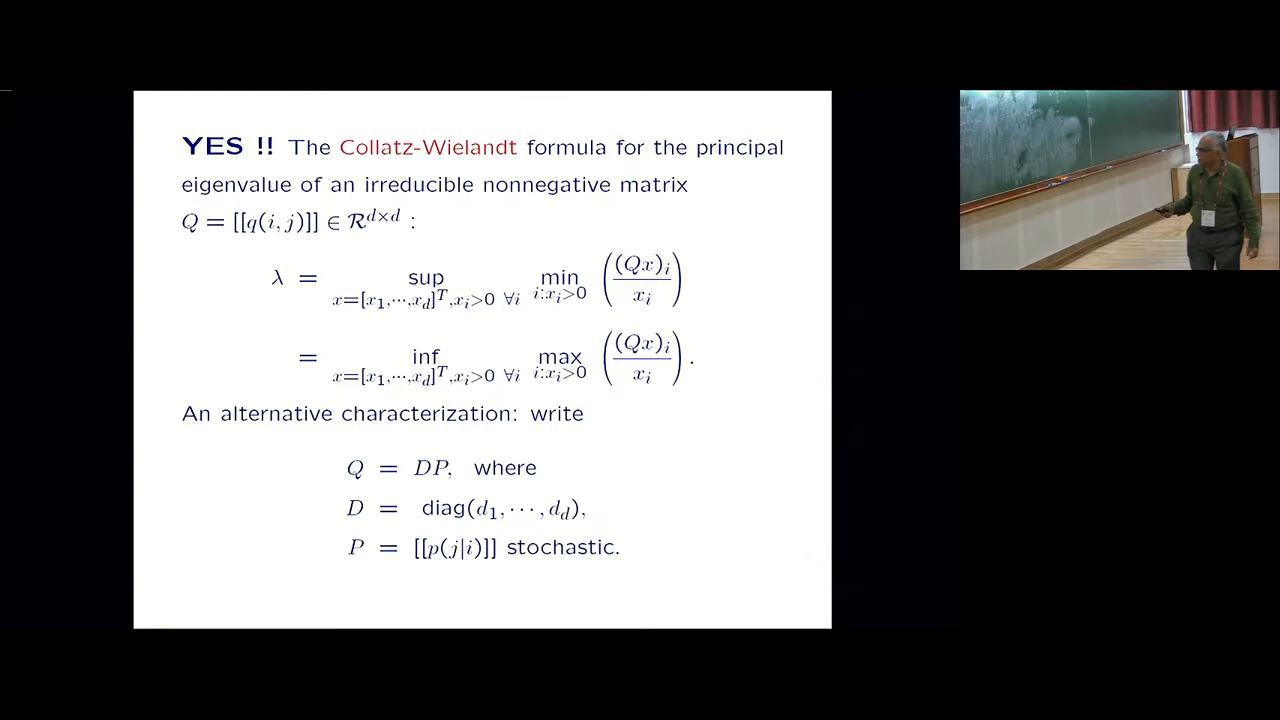 YES !! The Collatz-Wielandt formula for the principal
eigenvalue of an irreducible nonnegative matrix
Q = [[q(i, j)]] ∈ R^{d×d} :
λ = sup_{x=[x_1,⋯,x_d]^T, x_i>0 ∀i} min_{i:x_i>0} ( (Qx)_i / x_i )
= inf_{x=[x_1,⋯,x_d]^T, x_i>0 ∀i} max_{i:x_i>0} ( (Qx)_i / x_i ) .
An alternative characterization: write
Q = DP, where
D = diag(d_1, ⋯ , d_d),
P = [[p(j|i)]] stochastic.